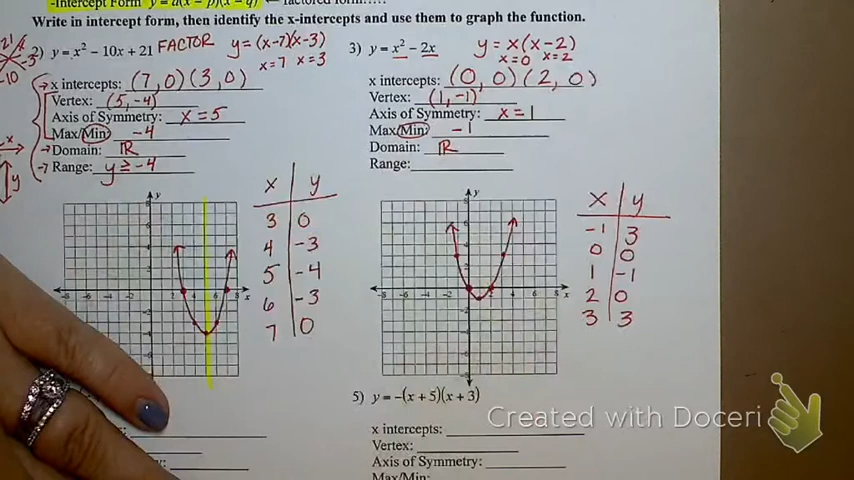 -Intercept Form y = a(x - p)(x - q) ← factored form.....
Write in intercept form, then identify the x-intercepts and use them to graph the function.
2) y = x² - 10x + 21 FACTOR y = (x-7)(x-3)
x = 7 x = 3
x intercepts: (7, 0) (3, 0)
Vertex: (5, -4)
Axis of Symmetry: x = 5
Max/Min: -4
Domain: ℝ
Range: y ≥ -4
21
-3
-10
x
y
x y
3 0
4 -3
5 -4
6 -3
7 0
3) y = x² - 2x y = x(x-2)
x = 0 x = 2
x intercepts: (0, 0) (2, 0)
Vertex: (1, -1)
Axis of Symmetry: x = 1
Max/Min: -1
Domain: ℝ
Range:
x y
-1 3
0 0
1 -1
2 0
3 3
5) y = -(x + 5)(x + 3)
x intercepts:
Vertex:
Axis of Symmetry:
Max/Min:
Created with Doceri